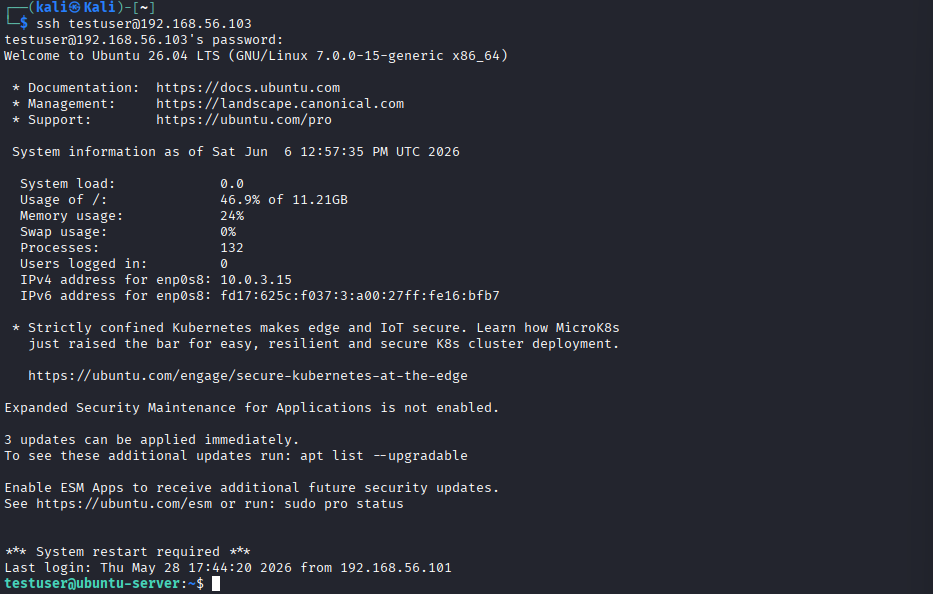 ┌──(kali㉿Kali)-[~]
└─$ ssh testuser@192.168.56.103
testuser@192.168.56.103's password:
Welcome to Ubuntu 26.04 LTS (GNU/Linux 7.0.0-15-generic x86_64)
* Documentation: https://docs.ubuntu.com
* Management: https://landscape.canonical.com
* Support: https://ubuntu.com/pro
System information as of Sat Jun 6 12:57:35 PM UTC 2026
System load: 0.0
Usage of /: 46.9% of 11.21GB
Memory usage: 24%
Swap usage: 0%
Processes: 132
Users logged in: 0
IPv4 address for enp0s8: 10.0.3.15
IPv6 address for enp0s8: fd17:625c:f037:3:a00:27ff:fe16:bfb7
* Strictly confined Kubernetes makes edge and IoT secure. Learn how MicroK8s
just raised the bar for easy, resilient and secure K8s cluster deployment.
https://ubuntu.com/engage/secure-kubernetes-at-the-edge
Expanded Security Maintenance for Applications is not enabled.
3 updates can be applied immediately.
To see these additional updates run: apt list --upgradable
Enable ESM Apps to receive additional future security updates.
See https://ubuntu.com/esm or run: sudo pro status
*** System restart required ***
Last login: Thu May 28 17:44:20 2026 from 192.168.56.101
testuser@ubuntu-server:~$